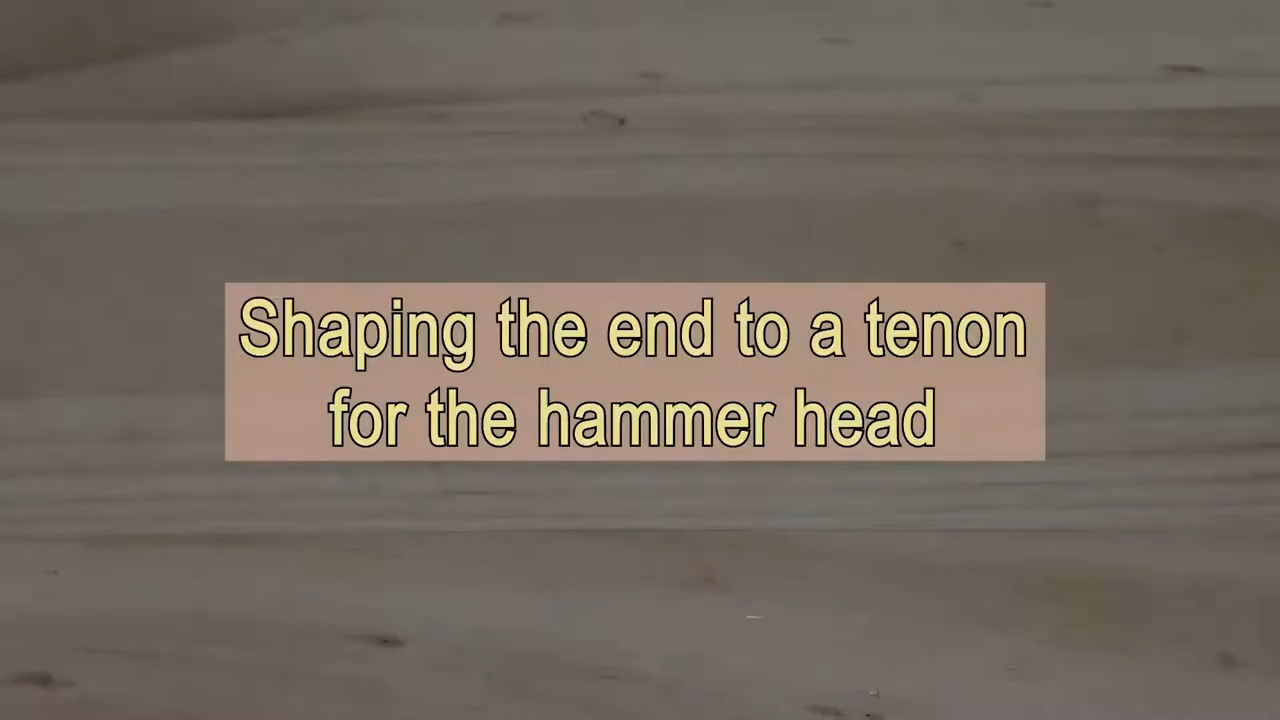 Shaping the end to a tenon
for the hammer head